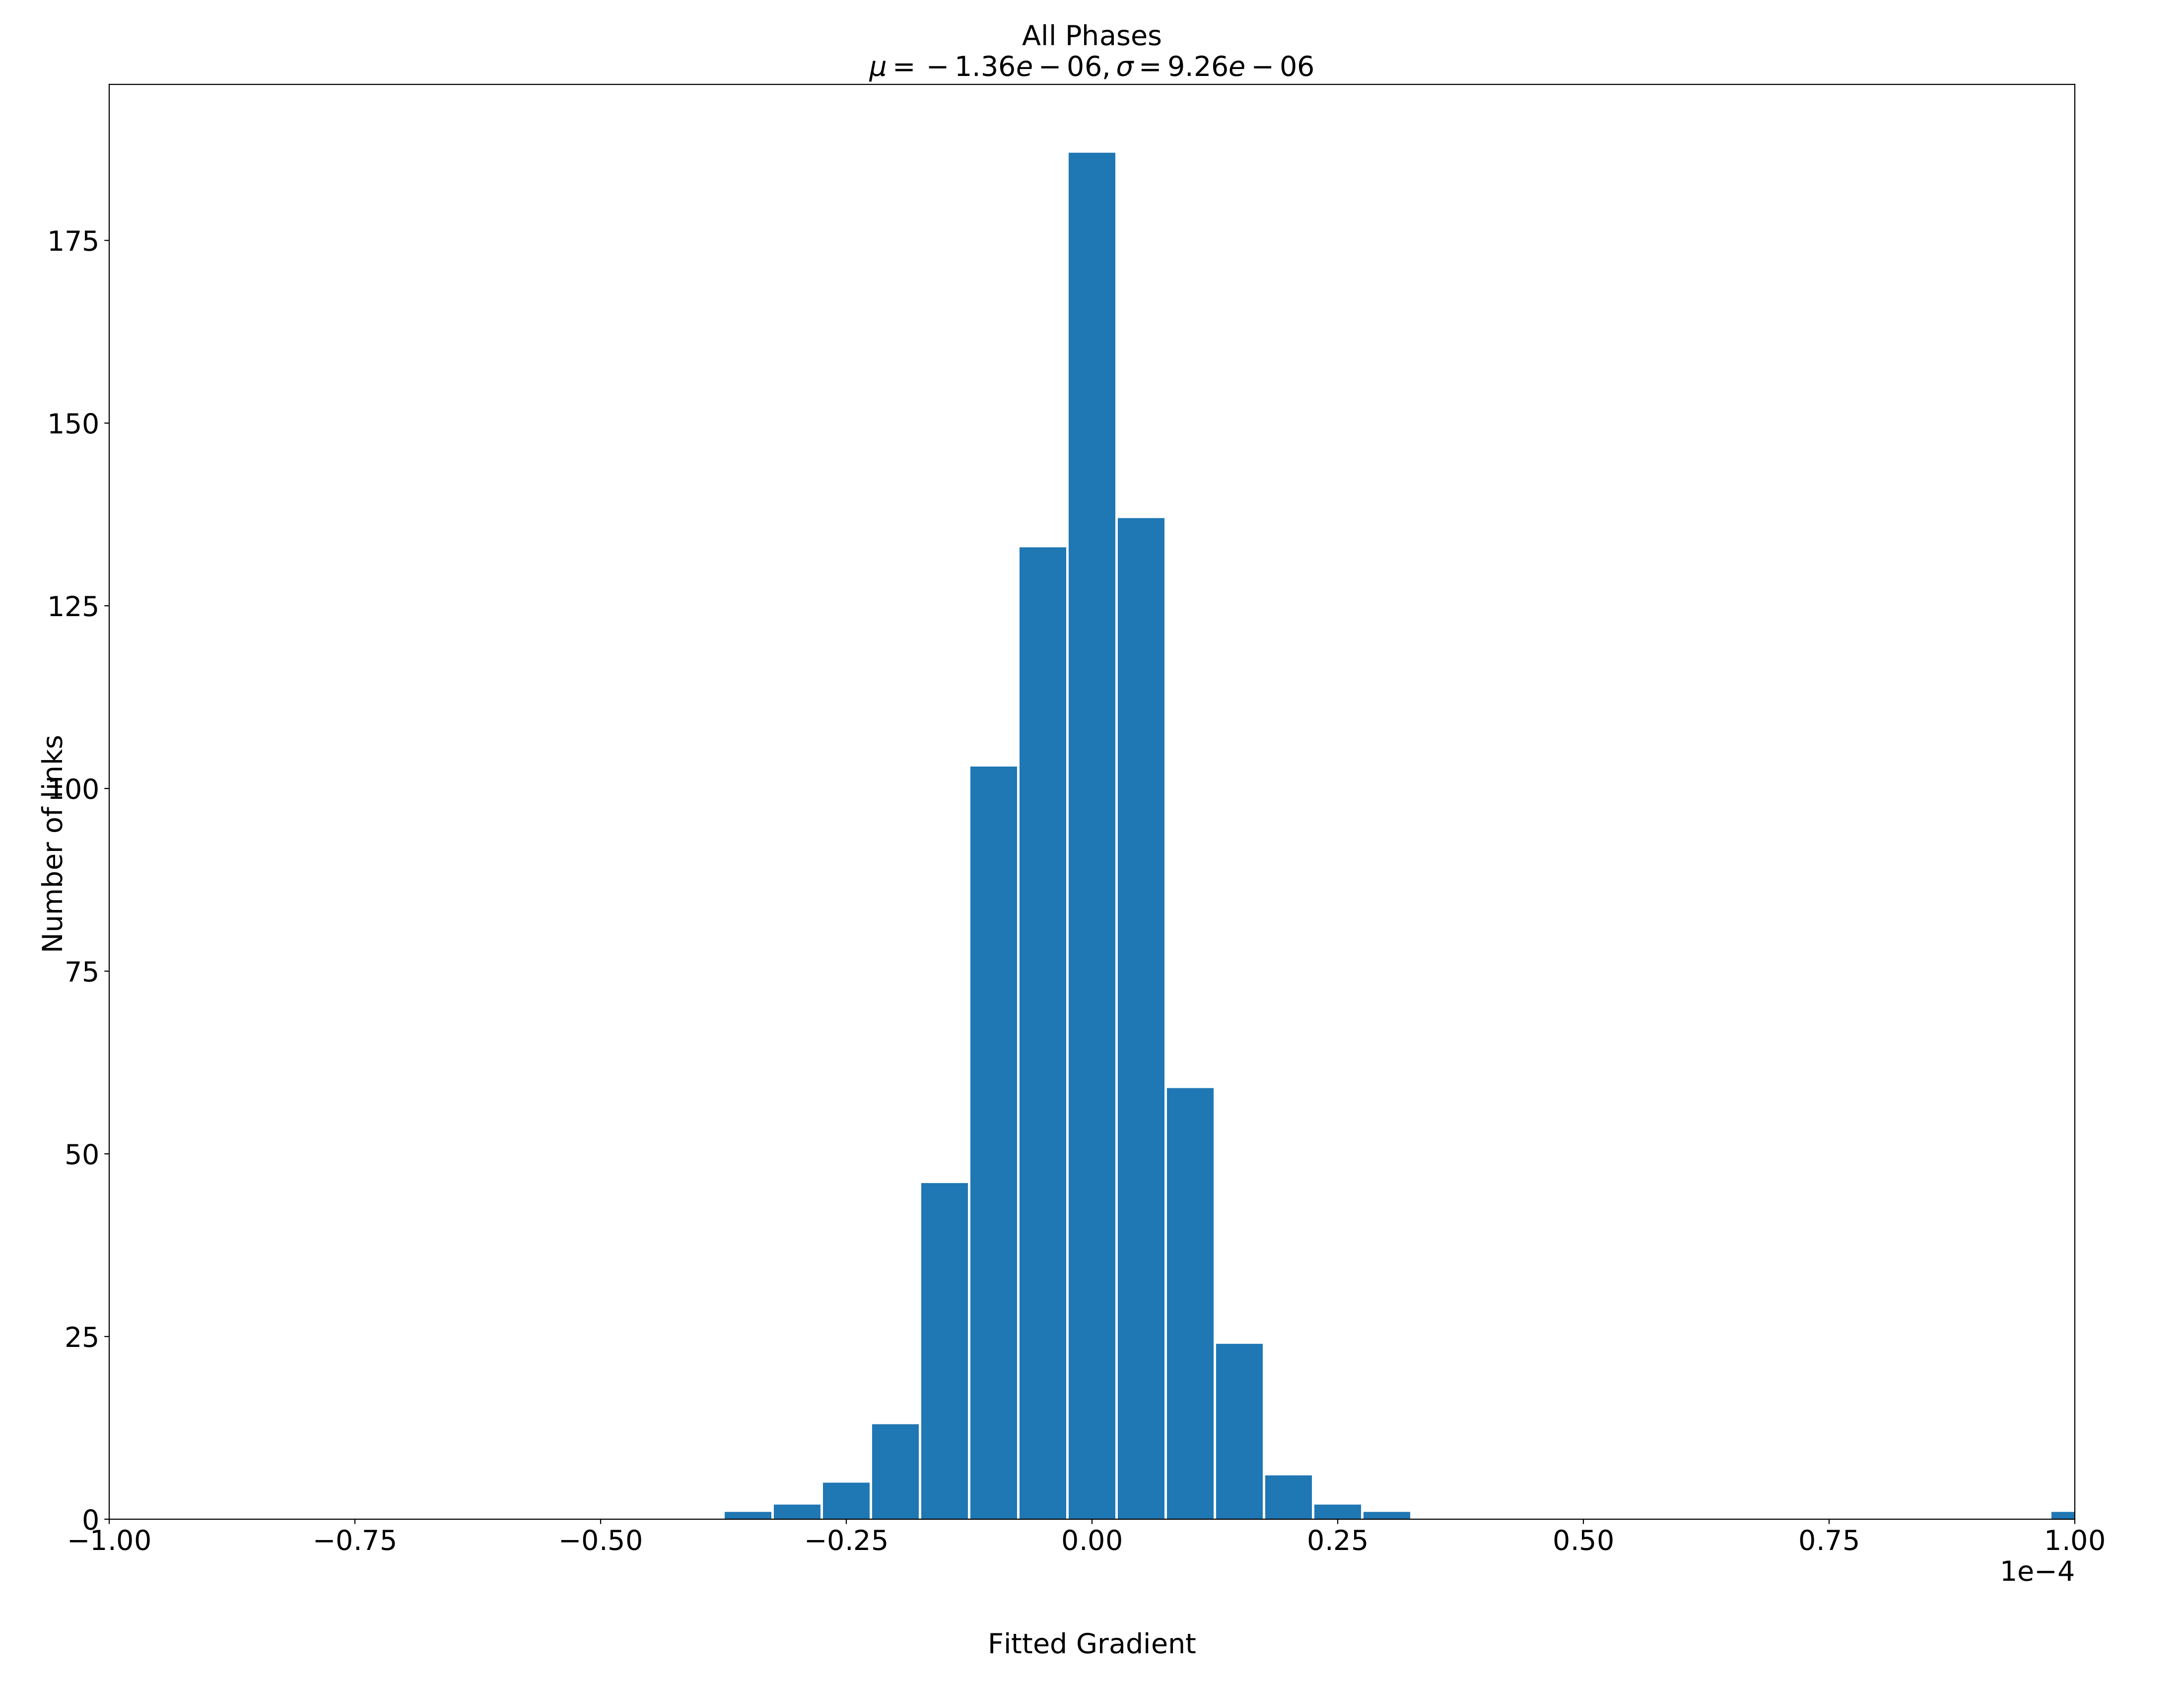 All Phases
μ = −1.36e − 06, σ = 9.26e − 06
175
150
125
100
75
50
25
0
Number of links
−1.00 −0.75 −0.50 −0.25 0.00 0.25 0.50 0.75 1.00
1e−4
Fitted Gradient